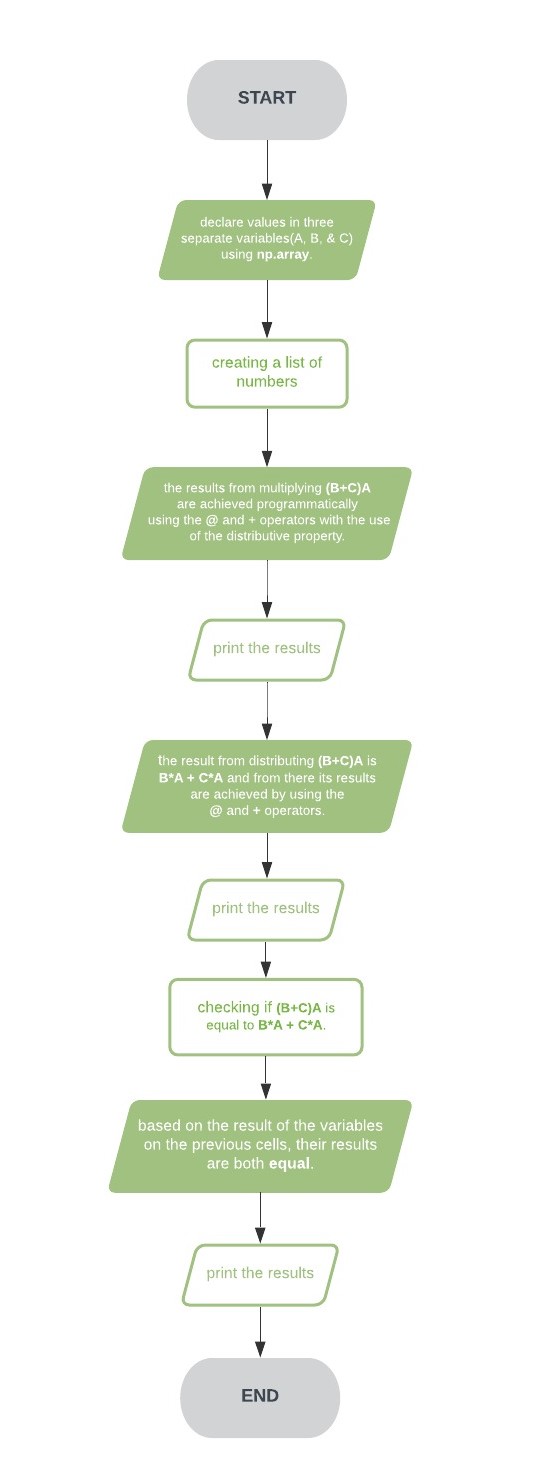 START
declare values in three
separate variables(A, B, & C)
using np.array.
creating a list of
numbers
the results from multiplying (B+C)A
are achieved programmatically
using the @ and + operators with the use
of the distributive property.
print the results
the result from distributing (B+C)A is
B*A + C*A and from there its results
are achieved by using the
@ and + operators.
print the results
checking if (B+C)A is
equal to B*A + C*A.
based on the result of the variables
on the previous cells, their results
are both equal.
print the results
END